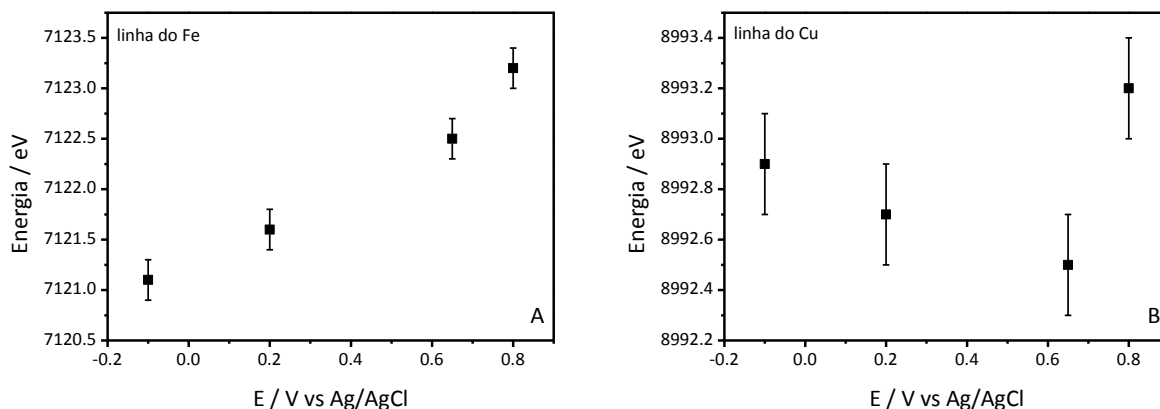 linha do Fe
7123.5
7123.0
7122.5
7122.0
7121.5
7121.0
7120.5
Energia / eV
-0.2 0.0 0.2 0.4 0.6 0.8
E / V vs Ag/AgCl
A
linha do Cu
8993.4
8993.2
8993.0
8992.8
8992.6
8992.4
8992.2
Energia / eV
-0.2 0.0 0.2 0.4 0.6 0.8
E / V vs Ag/AgCl
B